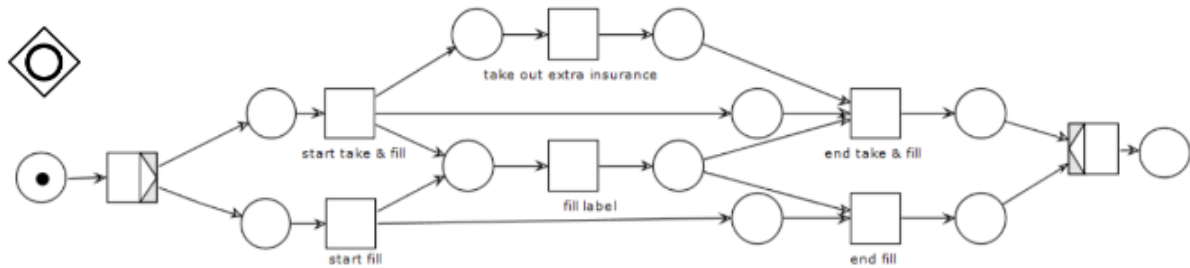 take out extra insurance
start take & fill
end take & fill
fill label
start fill
end fill